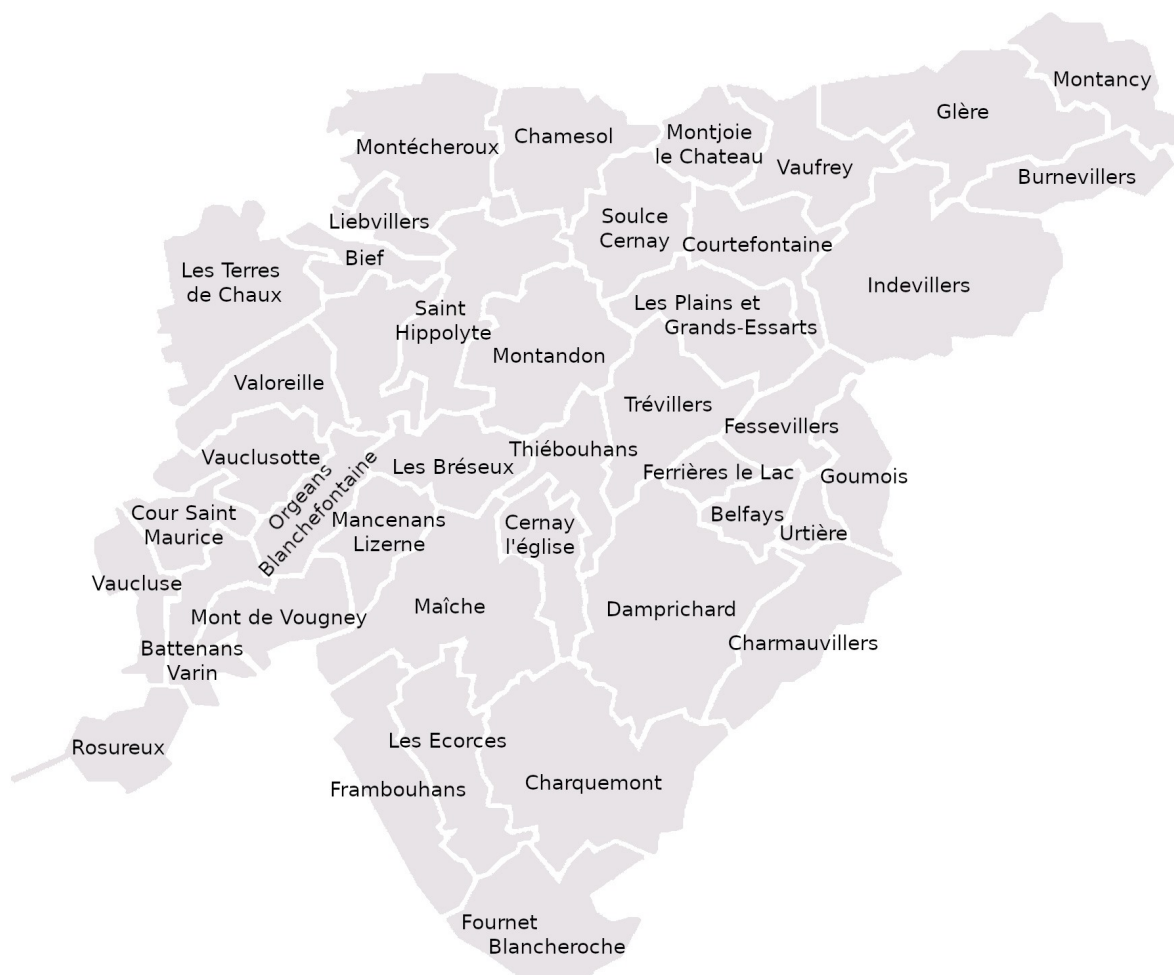 Montancy
Glère
Montécheroux
Chamesol
Montjoie
le Chateau
Vaufrey
Burnevillers
Liebvillers
Soulce
Cernay
Courtefontaine
Bief
Les Terres
de Chaux
Indevillers
Saint
Hippolyte
Les Plains et
Grands-Essarts
Montandon
Valoreille
Trévillers
Fessevillers
Vauclusotte
Orgeans
Blanchefontaine
Les Bréseux
Thiébouhans
Ferrières le Lac
Goumois
Cour Saint
Maurice
Mancenans
Lizerne
Cernay
l'église
Belfays
Urtière
Vaucluse
Mont de Vougney
Maîche
Damprichard
Charmauvillers
Battenans
Varin
Rosureux
Les Ecorces
Frambouhans
Charquemont
Fournet
Blancheroche